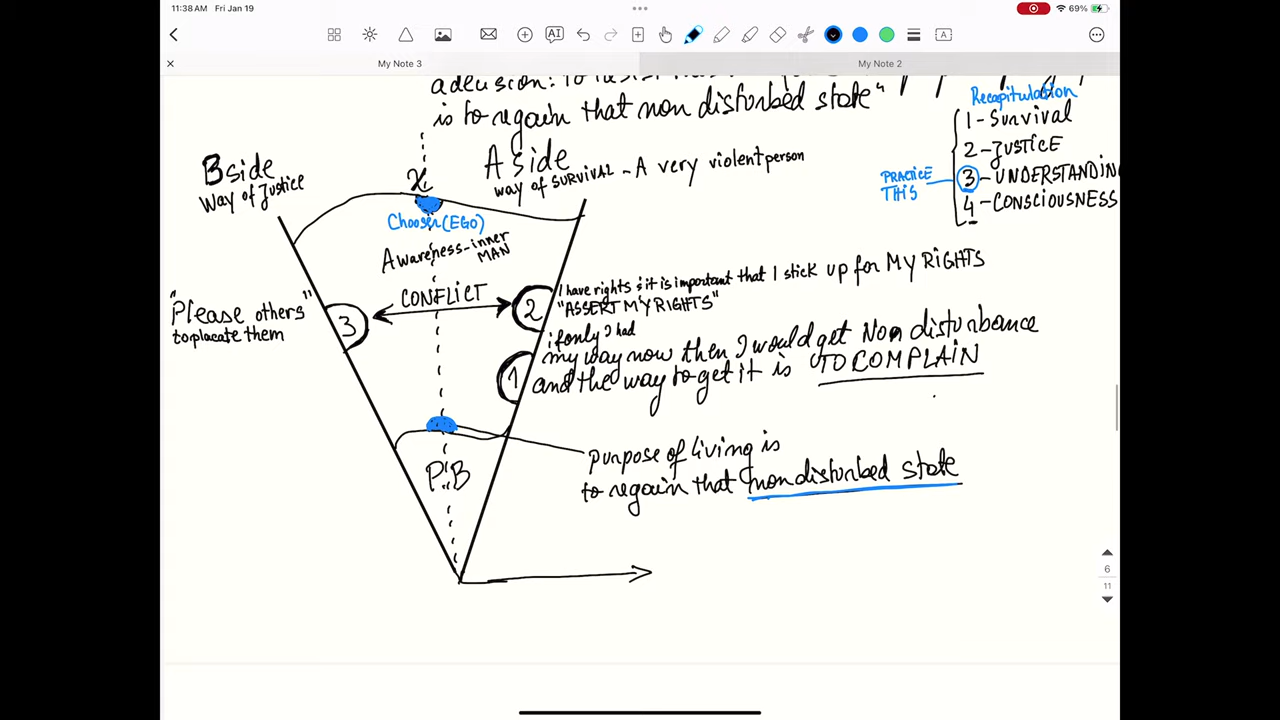 11:38AM Fri Jan 19
69%
My Note 3
My Note 2
is to regain that non disturbed state"
Recapitulation
1-Survival
2-JUSTICE
3-UNDERSTANDING
4-CONSCIOUSNESS
PRACTICE
THIS
B side
Way of Justice
A side
way of SURVIVAL - A very violent person
Chooser (EGO)
Awareness-inner
MAN
CONFLICT
"Please others"
to placate them
3
2
I have rights & it is important that I stick up for MY RIGHTS
"ASSERT MY RIGHTS"
if only I had
my way now then I would get Non disturbance
1
and the way to get it is "TO COMPLAIN
purpose of living is
to regain that non disturbed state
P."B
6
11